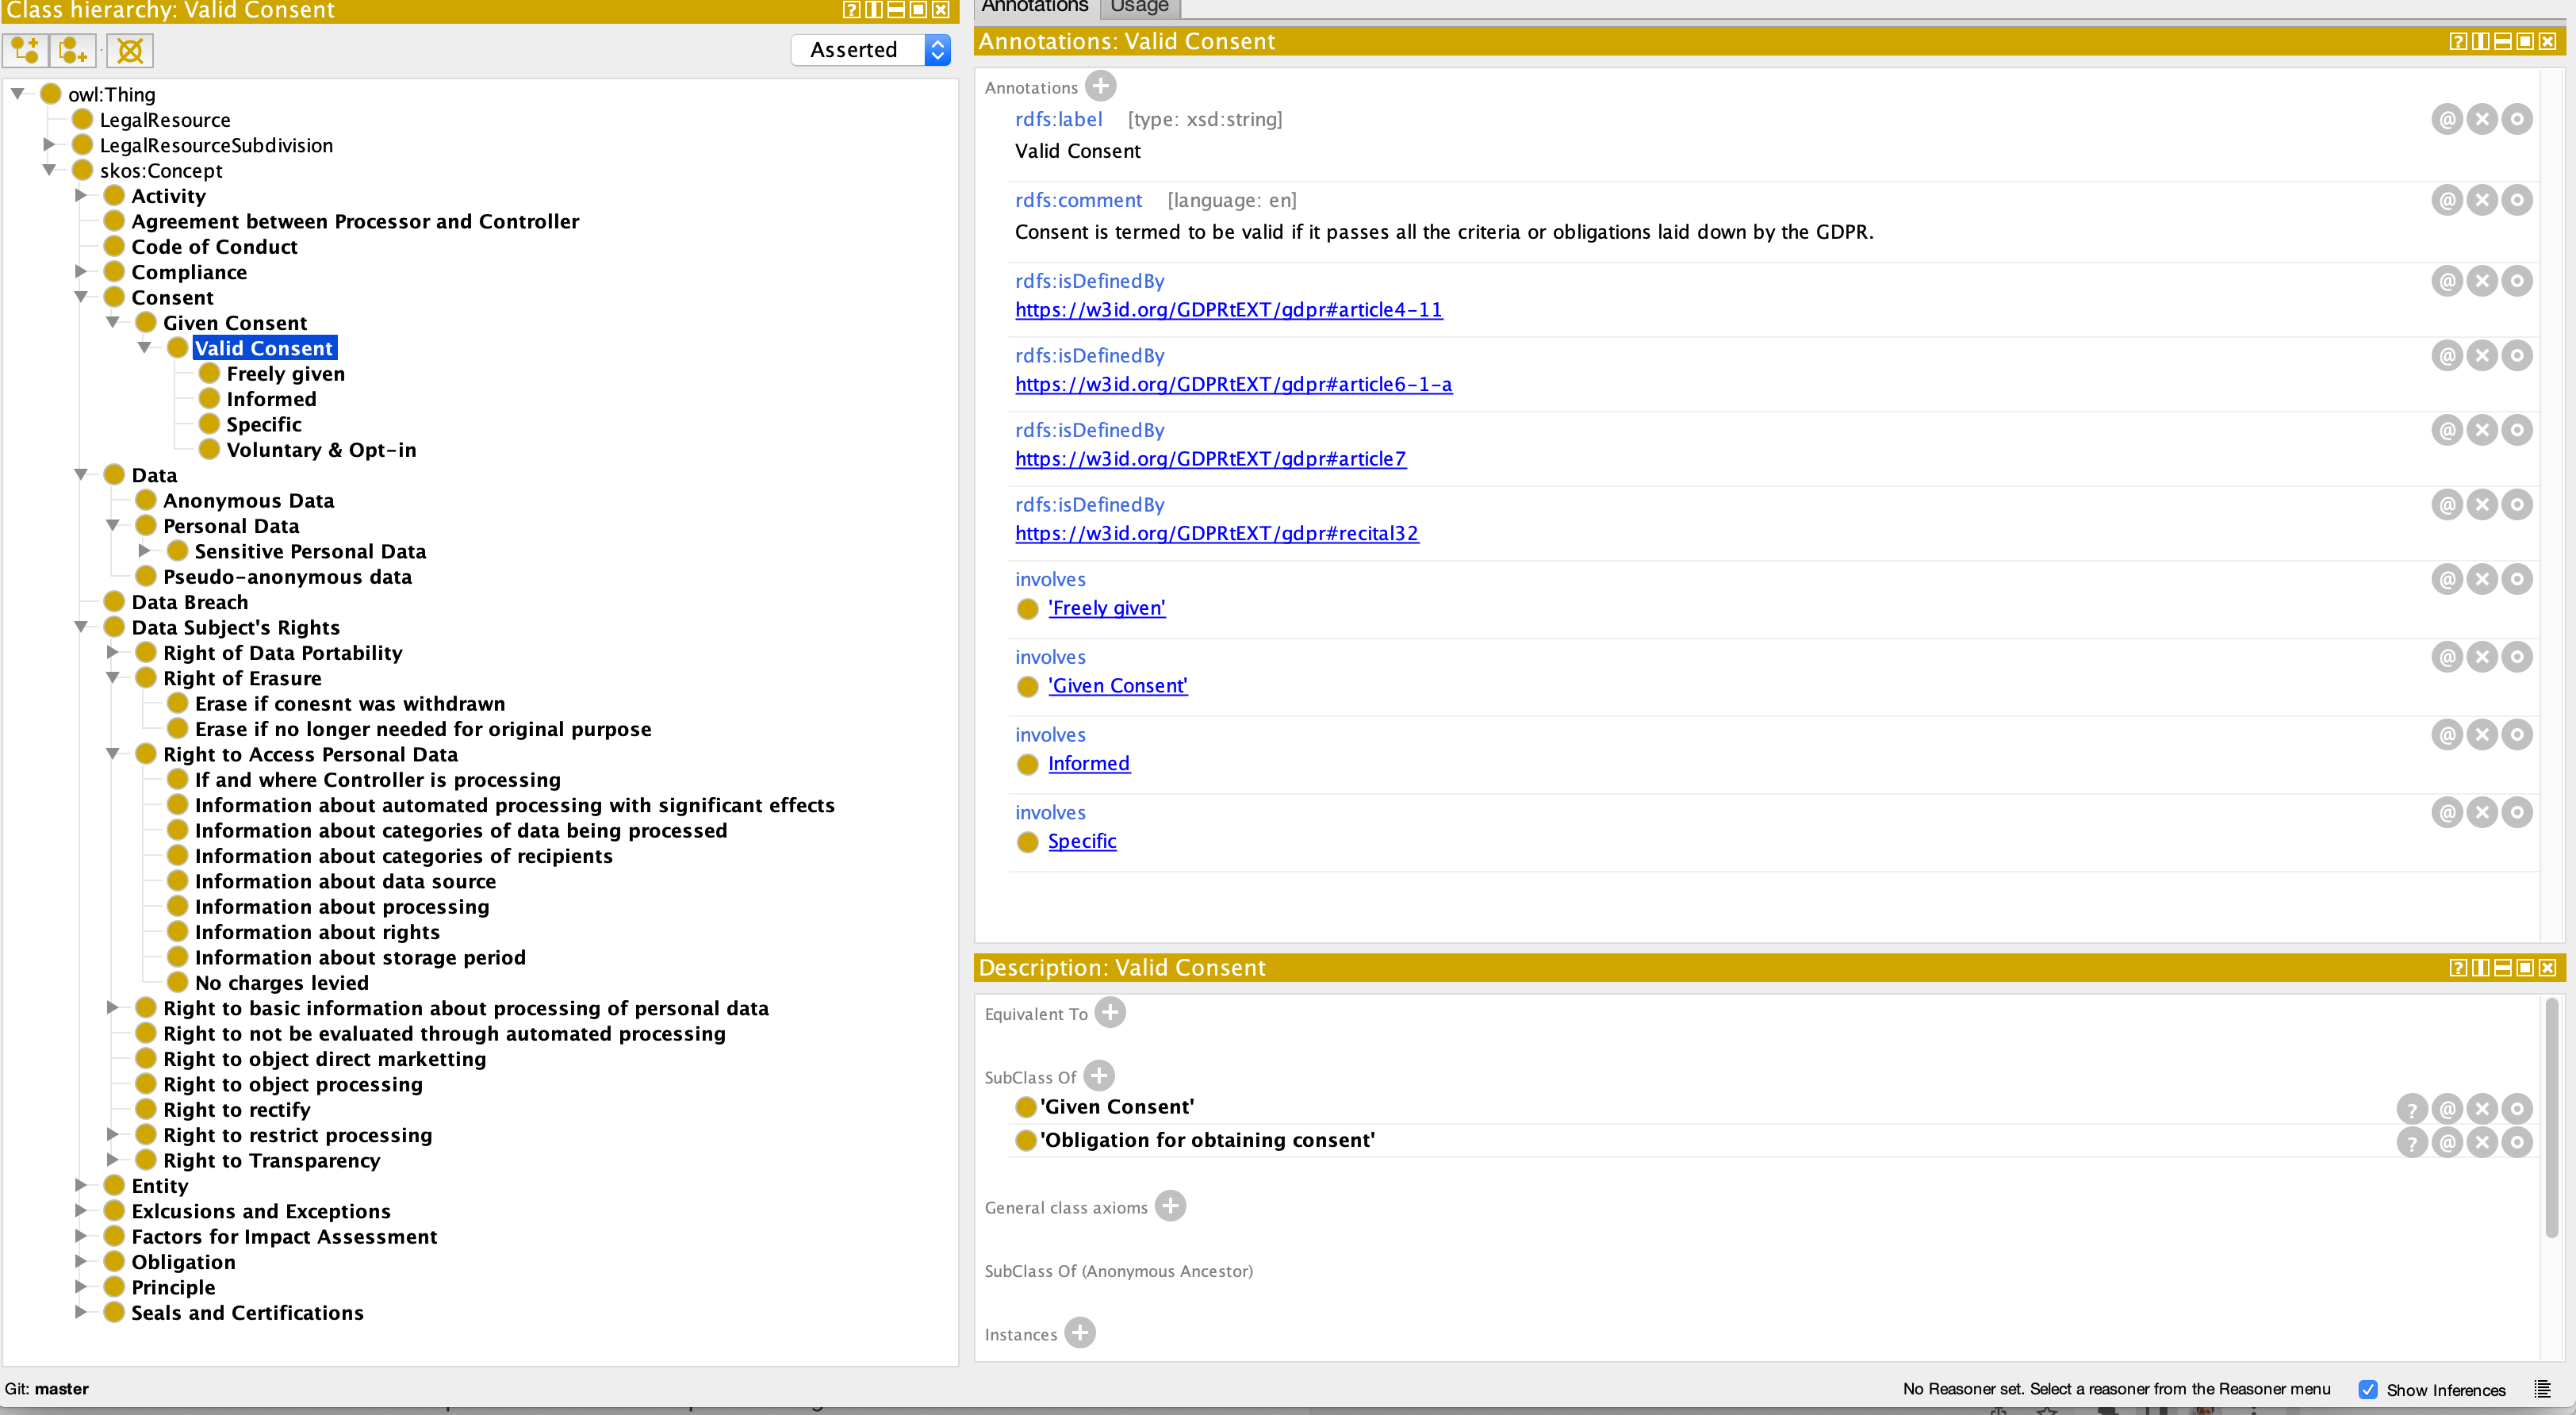 Class hierarchy: Valid Consent
Asserted
owl:Thing
LegalResource
LegalResourceSubdivision
skos:Concept
Activity
Agreement between Processor and Controller
Code of Conduct
Compliance
Consent
Given Consent
Valid Consent
Freely given
Informed
Specific
Voluntary & Opt-in
Data
Anonymous Data
Personal Data
Sensitive Personal Data
Pseudo-anonymous data
Data Breach
Data Subject's Rights
Right of Data Portability
Right of Erasure
Erase if conesnt was withdrawn
Erase if no longer needed for original purpose
Right to Access Personal Data
If and where Controller is processing
Information about automated processing with significant effects
Information about categories of data being processed
Information about categories of recipients
Information about data source
Information about processing
Information about rights
Information about storage period
No charges levied
Right to basic information about processing of personal data
Right to not be evaluated through automated processing
Right to object direct marketting
Right to object processing
Right to rectify
Right to restrict processing
Right to Transparency
Entity
Exlcusions and Exceptions
Factors for Impact Assessment
Obligation
Principle
Seals and Certifications
Annotations Usage
Annotations: Valid Consent
Annotations
rdfs:label [type: xsd:string]
Valid Consent
rdfs:comment [language: en]
Consent is termed to be valid if it passes all the criteria or obligations laid down by the GDPR.
rdfs:isDefinedBy
https://w3id.org/GDPRtEXT/gdpr#article4-11
rdfs:isDefinedBy
https://w3id.org/GDPRtEXT/gdpr#article6-1-a
rdfs:isDefinedBy
https://w3id.org/GDPRtEXT/gdpr#article7
rdfs:isDefinedBy
https://w3id.org/GDPRtEXT/gdpr#recital32
involves
'Freely given'
involves
'Given Consent'
involves
Informed
involves
Specific
Description: Valid Consent
Equivalent To
SubClass Of
'Given Consent'
'Obligation for obtaining consent'
General class axioms
SubClass Of (Anonymous Ancestor)
Instances
Git: master
No Reasoner set. Select a reasoner from the Reasoner menu Show Inferences